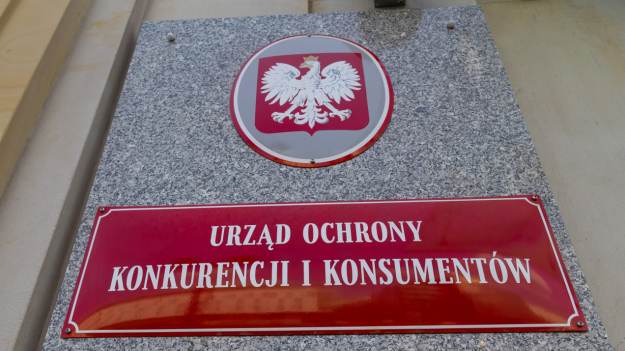 URZĄD OCHRONY
KONKURENCJI I KONSUMENTÓW